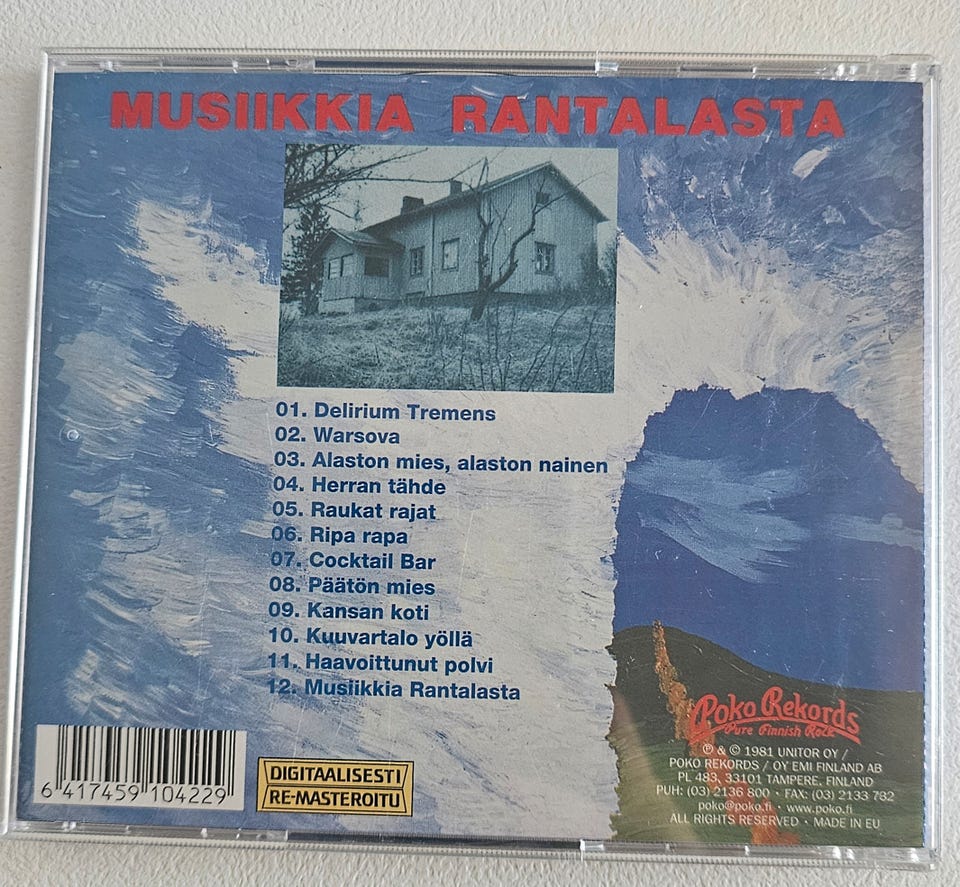 MUSIIKKIA RANTALASTA
01. Delirium Tremens
02. Warsova
03. Alaston mies, alaston nainen
04. Herran tähde
05. Raukat rajat
06. Ripa rapa
07. Cocktail Bar
08. Päätön mies
09. Kansan koti
10. Kuuvartalo yöllä
11. Haavoittunut polvi
12. Musiikkia Rantalasta
6 417459 104229
DIGITAALISESTI
RE-MASTEROITU
Poko Rekords
Pure Finnish Rock
℗ & © 1981 UNITOR OY /
POKO REKORDS / OY EMI FINLAND AB
PL 483, 33101 TAMPERE, FINLAND
PUH: (03) 2136 800 · FAX: (03) 2133 782
poko@poko.fi · www.poko.fi
ALL RIGHTS RESERVED · MADE IN EU